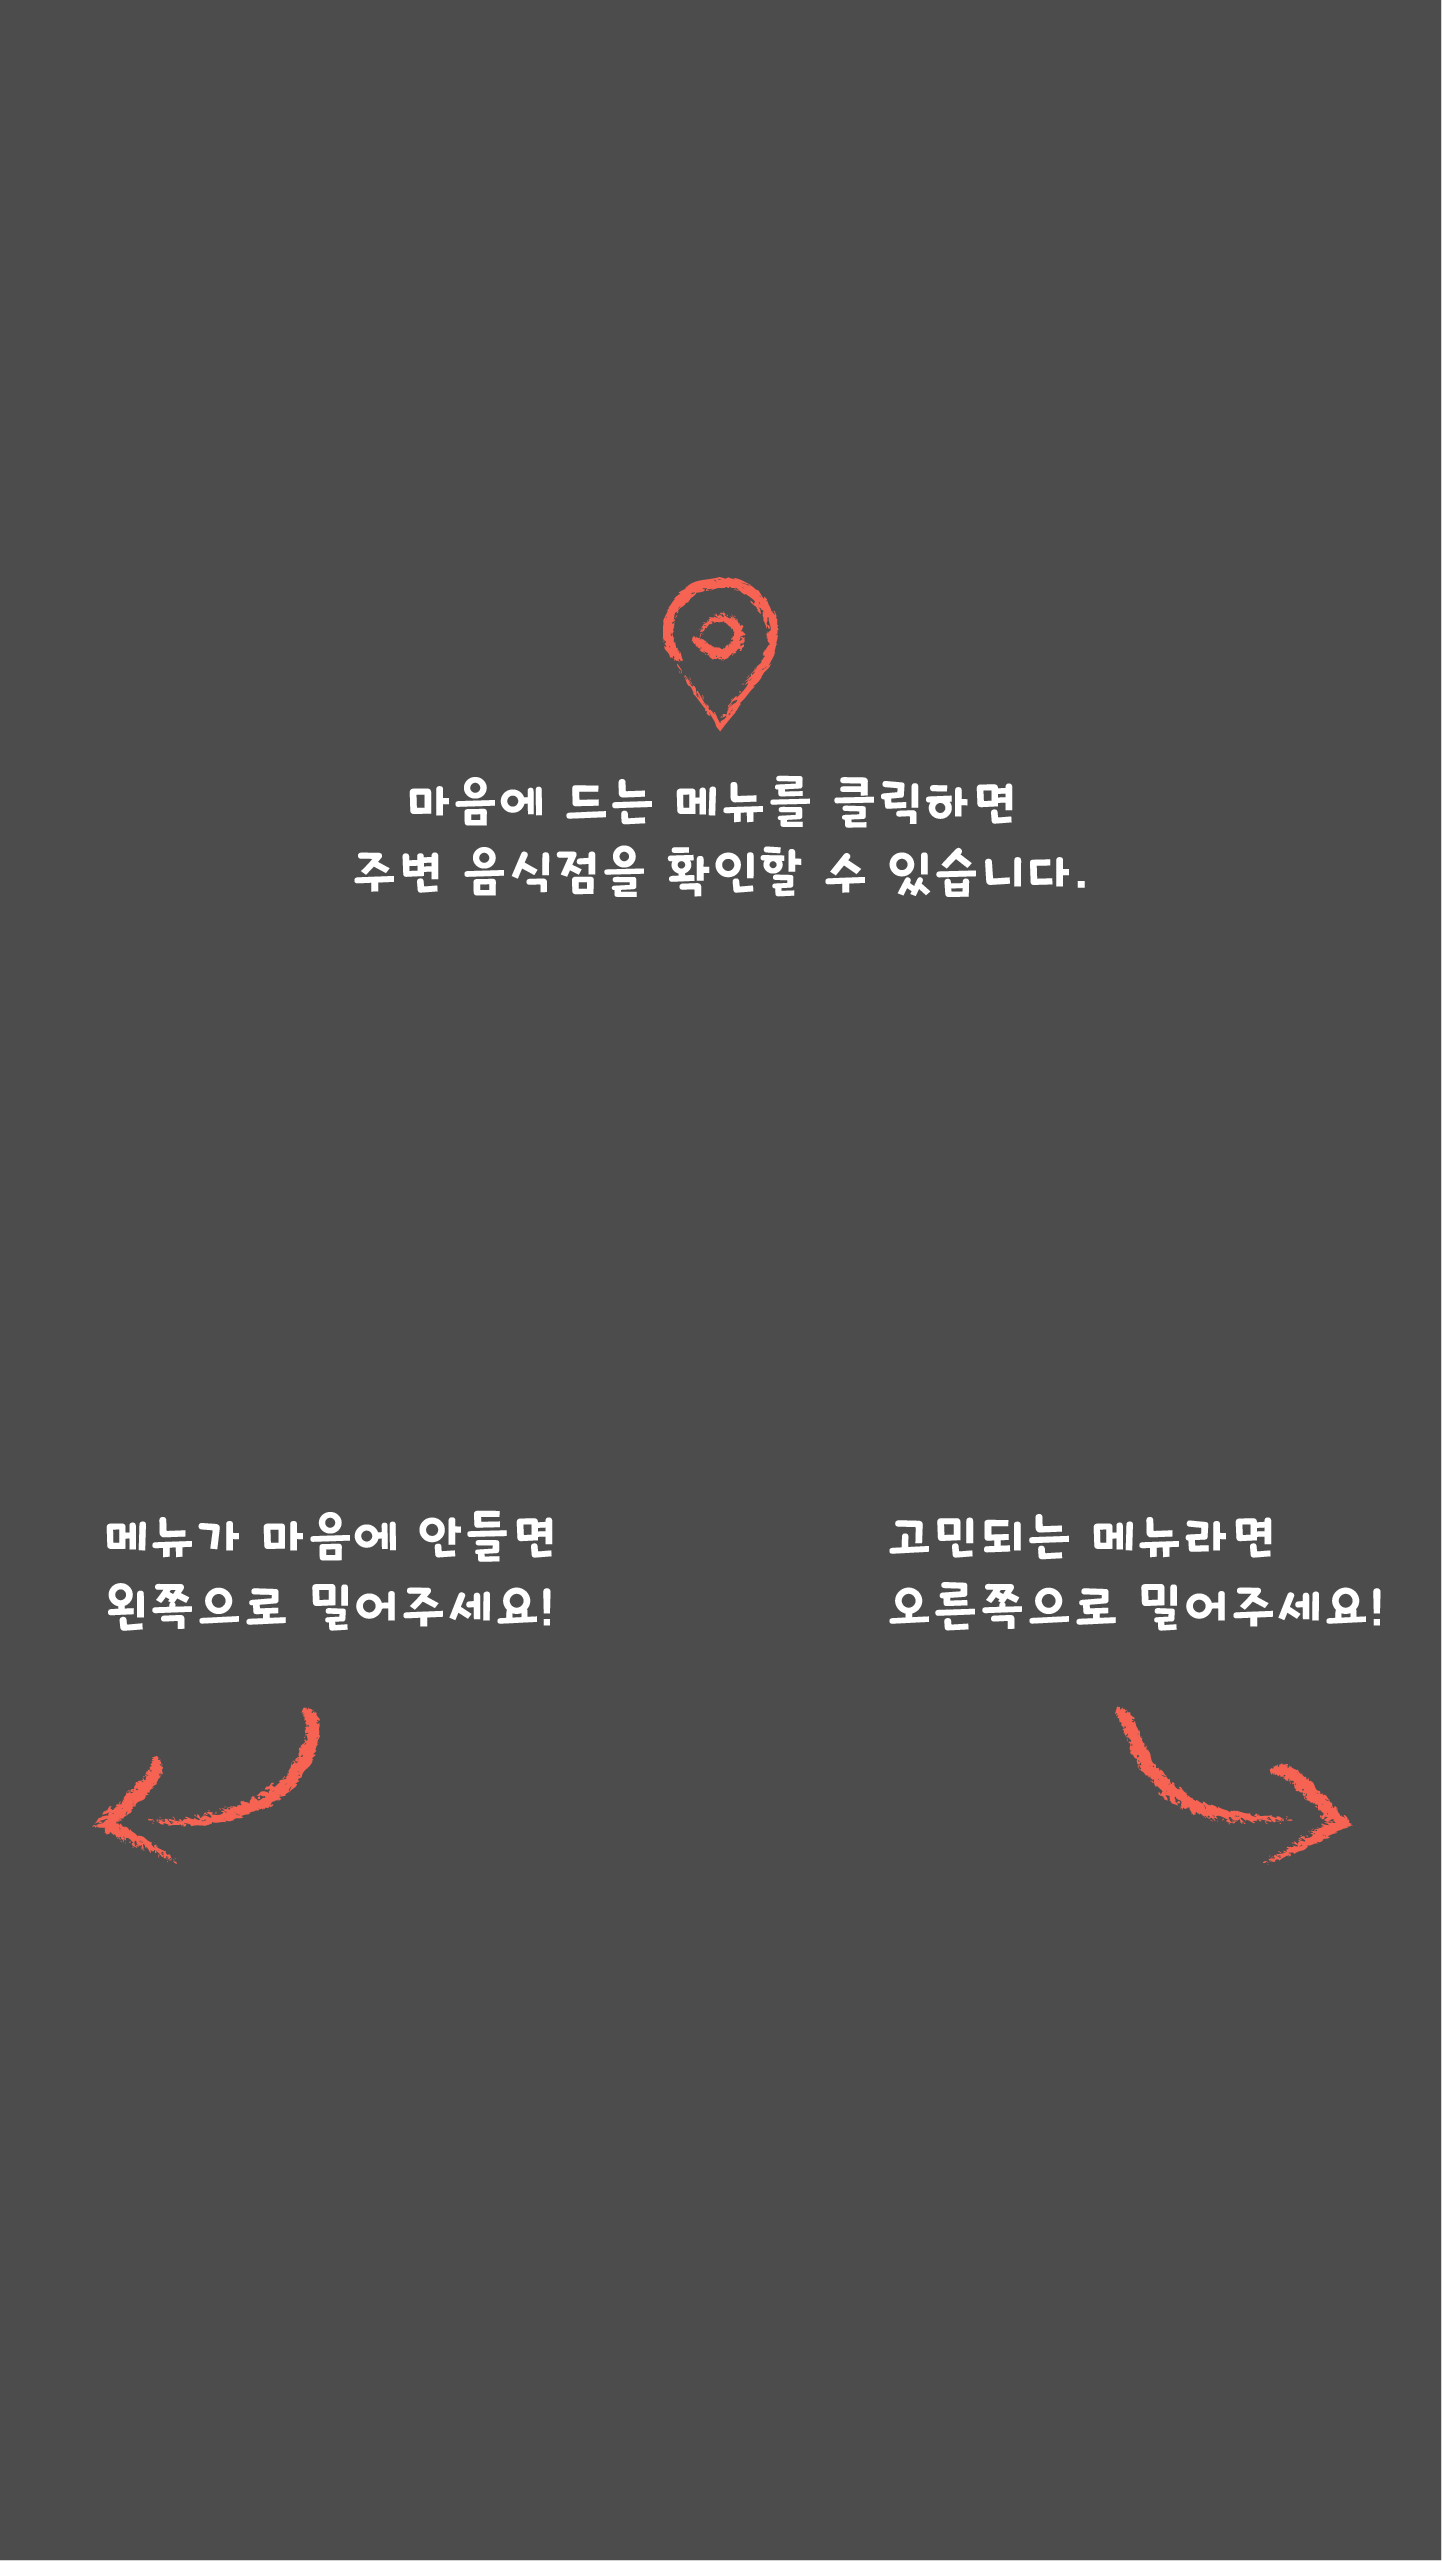 마음에 드는 메뉴를 클릭하면
주변 음식점을 확인할 수 있습니다.
메뉴가 마음에 안들면
왼쪽으로 밀어주세요!
고민되는 메뉴라면
오른쪽으로 밀어주세요!